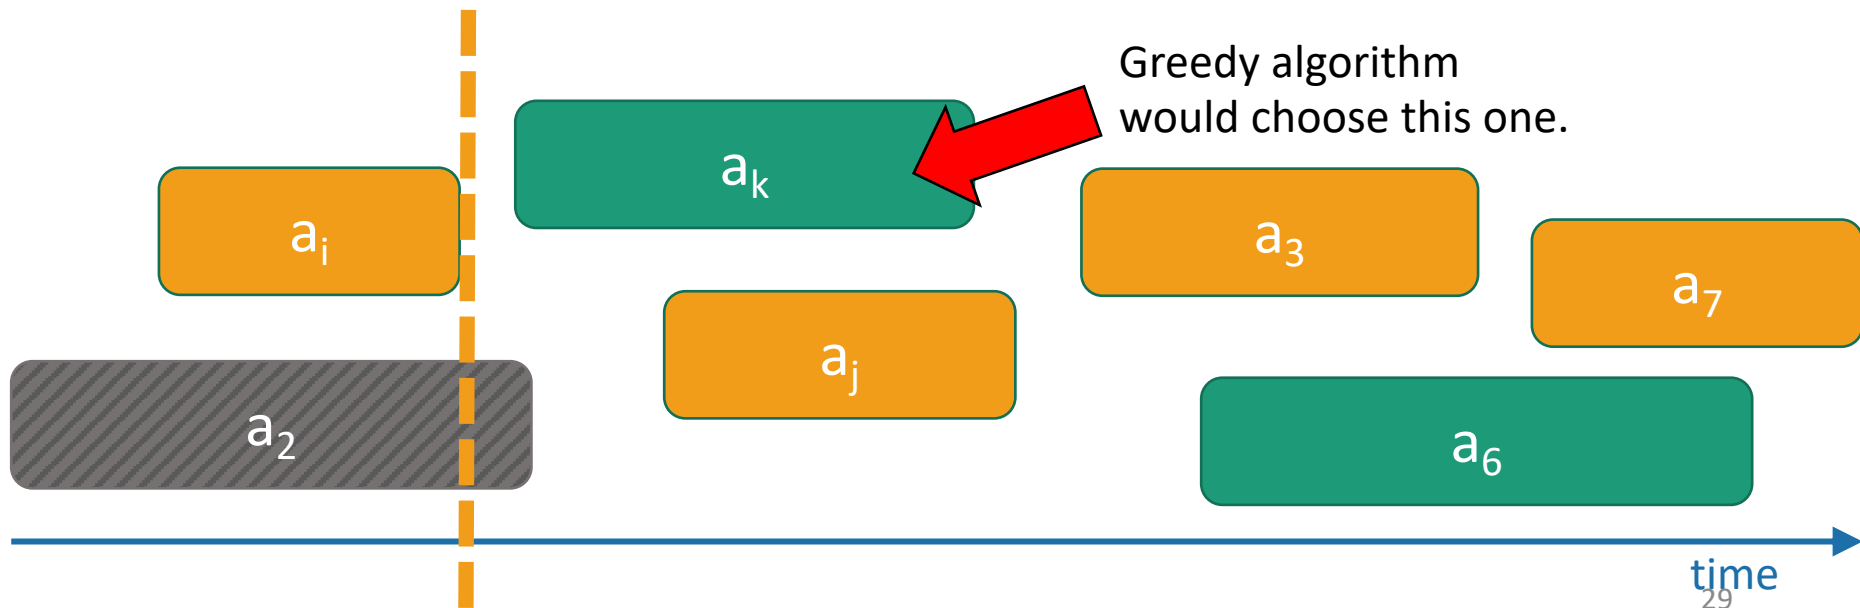 Greedy algorithm
would choose this one.
aₖ
aᵢ
a₃
a₇
aⱼ
a₂
a₆
time
29